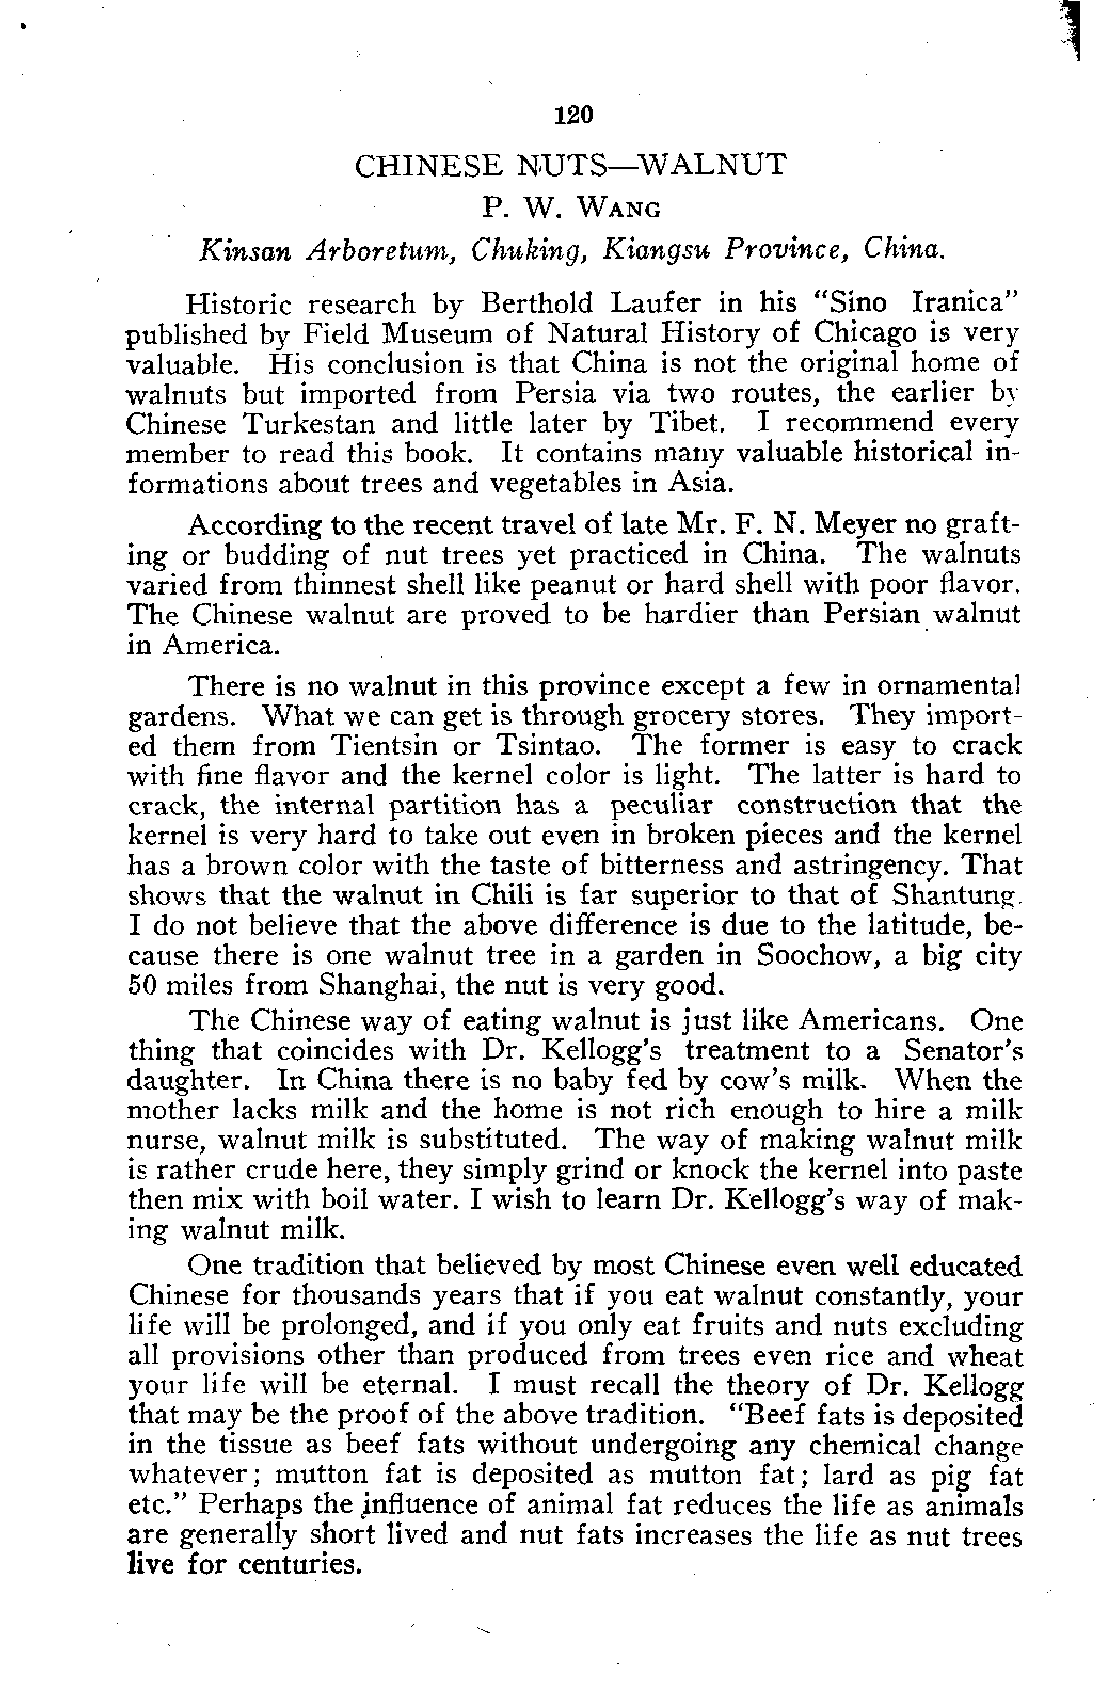 120
CHINESE NUTS—WALNUT
P. W. WANG
Kinsan Arboretum, Chuking, Kiangsu Province, China.
Historic research by Berthold Laufer in his "Sino Iranica"
published by Field Museum of Natural History of Chicago is very
valuable. His conclusion is that China is not the original home of
walnuts but imported from Persia via two routes, the earlier by
Chinese Turkestan and little later by Tibet. I recommend every
member to read this book. It contains many valuable historical in-
formations about trees and vegetables in Asia.
According to the recent travel of late Mr. F. N. Meyer no graft-
ing or budding of nut trees yet practiced in China. The walnuts
varied from thinnest shell like peanut or hard shell with poor flavor.
The Chinese walnut are proved to be hardier than Persian walnut
in America.
There is no walnut in this province except a few in ornamental
gardens. What we can get is through grocery stores. They import-
ed them from Tientsin or Tsintao. The former is easy to crack
with fine flavor and the kernel color is light. The latter is hard to
crack, the internal partition has a peculiar construction that the
kernel is very hard to take out even in broken pieces and the kernel
has a brown color with the taste of bitterness and astringency. That
shows that the walnut in Chili is far superior to that of Shantung.
I do not believe that the above difference is due to the latitude, be-
cause there is one walnut tree in a garden in Soochow, a big city
50 miles from Shanghai, the nut is very good.
The Chinese way of eating walnut is just like Americans. One
thing that coincides with Dr. Kellogg's treatment to a Senator's
daughter. In China there is no baby fed by cow's milk. When the
mother lacks milk and the home is not rich enough to hire a milk
nurse, walnut milk is substituted. The way of making walnut milk
is rather crude here, they simply grind or knock the kernel into paste
then mix with boil water. I wish to learn Dr. Kellogg's way of mak-
ing walnut milk.
One tradition that believed by most Chinese even well educated
Chinese for thousands years that if you eat walnut constantly, your
life will be prolonged, and if you only eat fruits and nuts excluding
all provisions other than produced from trees even rice and wheat
your life will be eternal. I must recall the theory of Dr. Kellogg
that may be the proof of the above tradition. "Beef fats is deposited
in the tissue as beef fats without undergoing any chemical change
whatever; mutton fat is deposited as mutton fat; lard as pig fat
etc." Perhaps the influence of animal fat reduces the life as animals
are generally short lived and nut fats increases the life as nut trees
live for centuries.